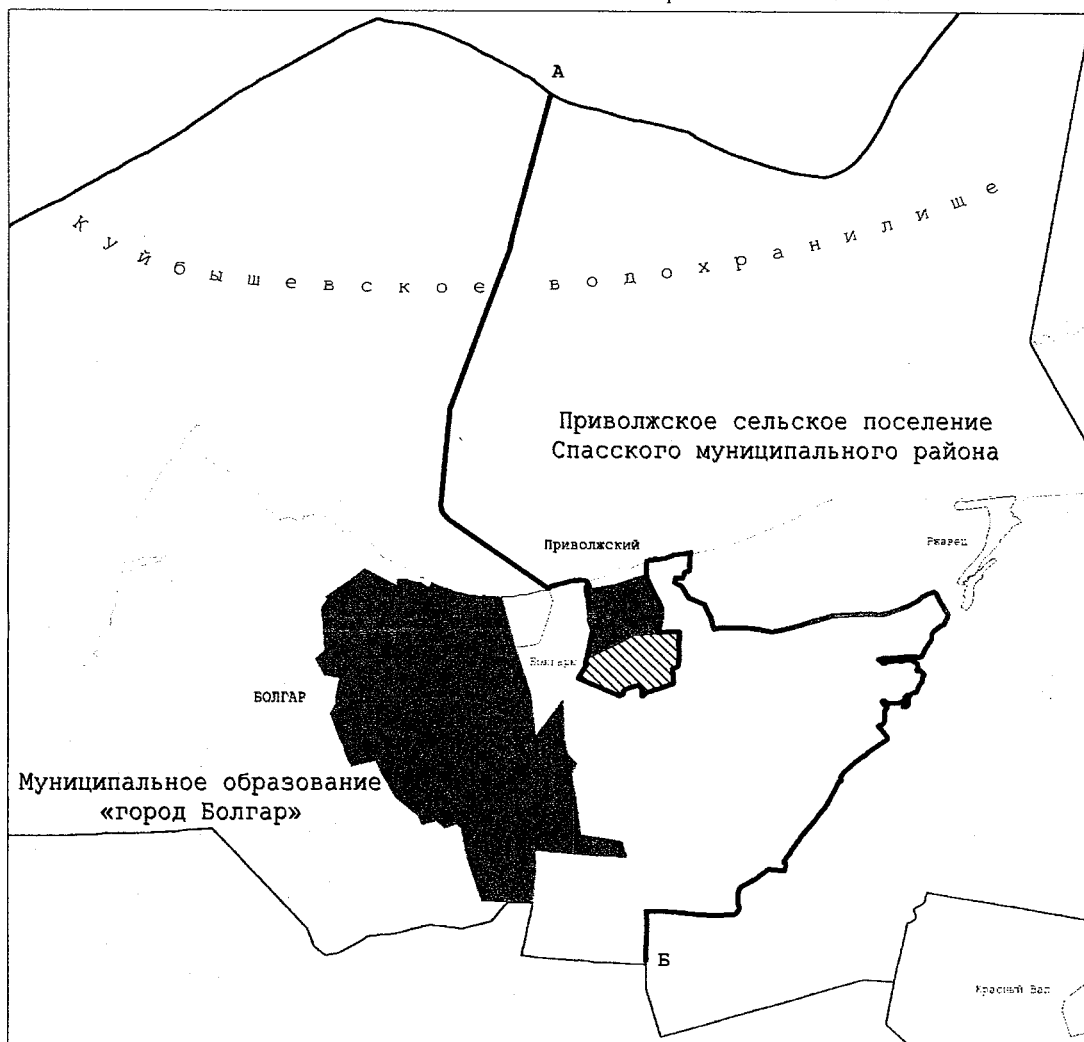 А
Куйбышевское водохранилище
Приволжское сельское поселение
Спасского муниципального района
Приволжский
Ржавец
БОЛГАР
Муниципальное образование
«город Болгар»
Б
Красный Вал